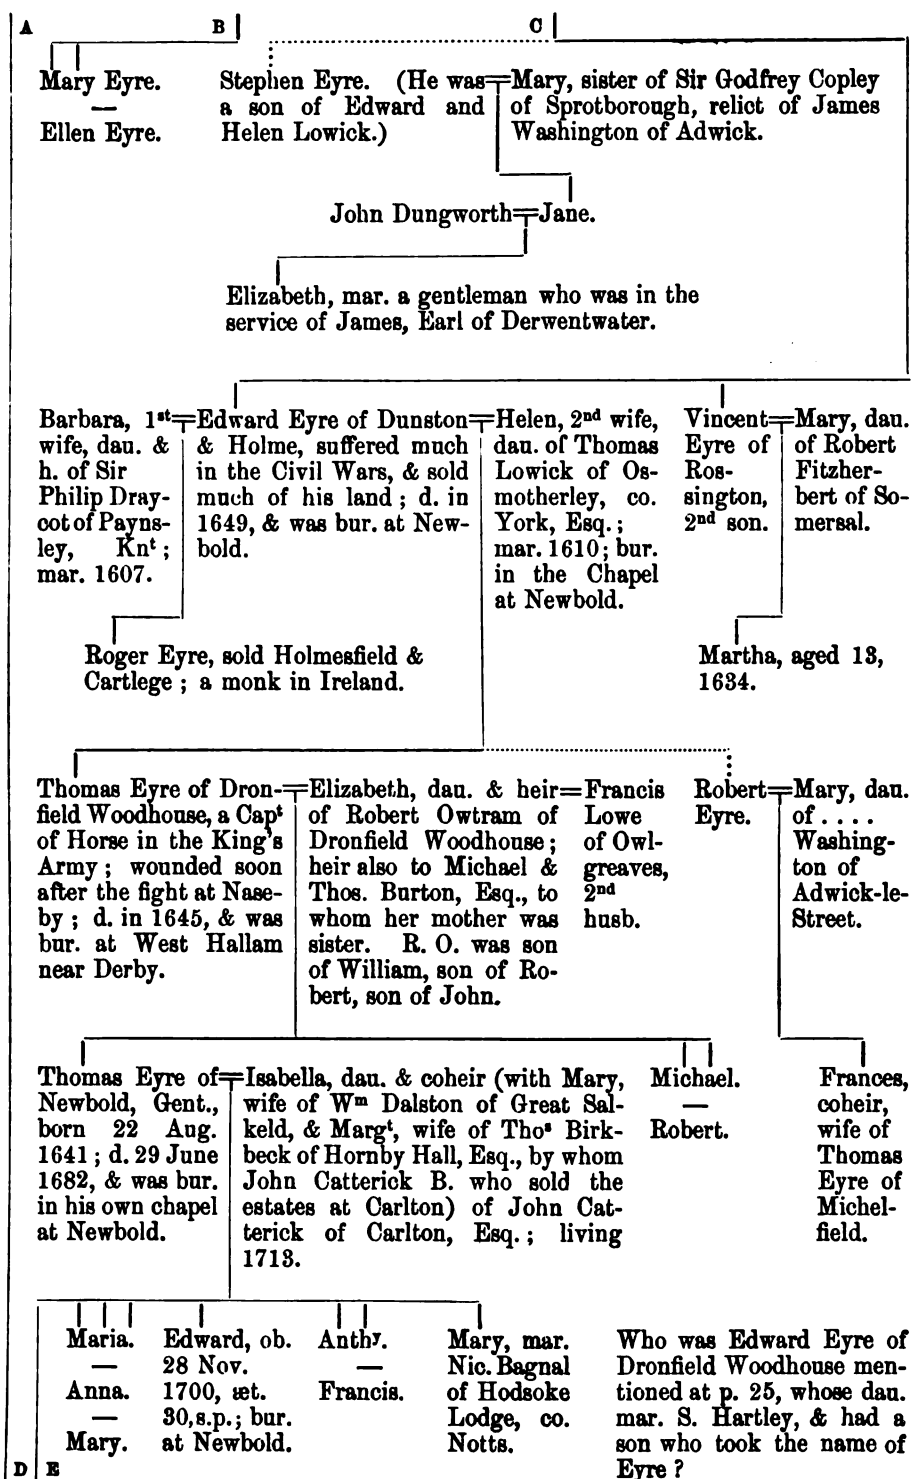 A B C
Mary Eyre.
—
Ellen Eyre.
Stephen Eyre. (He was
a son of Edward and
Helen Lowick.)
Mary, sister of Sir Godfrey Copley
of Sprotborough, relict of James
Washington of Adwick.
John Dungworth=Jane.
Elizabeth, mar. a gentleman who was in the
service of James, Earl of Derwentwater.
Barbara, 1st
wife, dau. &
h. of Sir
Philip Dray-
cot of Payns-
ley, Knt;
mar. 1607.
Edward Eyre of Dunston
& Holme, suffered much
in the Civil Wars, & sold
much of his land; d. in
1649, & was bur. at New-
bold.
Helen, 2nd wife,
dau. of Thomas
Lowick of Os-
motherley, co.
York, Esq.;
mar. 1610; bur.
in the Chapel
at Newbold.
Vincent
Eyre of
Ros-
sington,
2nd son.
Mary, dau.
of Robert
Fitzher-
bert of So-
mersal.
Roger Eyre, sold Holmesfield &
Cartlege; a monk in Ireland.
Martha, aged 13,
1634.
Thomas Eyre of Dron-
field Woodhouse, a Capt
of Horse in the King's
Army; wounded soon
after the fight at Nase-
by; d. in 1645, & was
bur. at West Hallam
near Derby.
Elizabeth, dau. & heir
of Robert Owtram of
Dronfield Woodhouse;
heir also to Michael &
Thos. Burton, Esq., to
whom her mother was
sister. R. O. was son
of William, son of Ro-
bert, son of John.
Francis
Lowe
of Owl-
greaves,
2nd
husb.
Robert
Eyre.
Mary, dau.
of ....
Washing-
ton of
Adwick-le-
Street.
Thomas Eyre of
Newbold, Gent.,
born 22 Aug.
1641; d. 29 June
1682, & was bur.
in his own chapel
at Newbold.
Isabella, dau. & coheir (with Mary,
wife of Wm Dalston of Great Sal-
keld, & Margt, wife of Thos Birk-
beck of Hornby Hall, Esq., by whom
John Catterick B. who sold the
estates at Carlton) of John Cat-
terick of Carlton, Esq.; living
1713.
Michael.
—
Robert.
Frances,
coheir,
wife of
Thomas
Eyre of
Michel-
field.
Maria.
—
Anna.
—
Mary.
Edward, ob.
28 Nov.
1700, æt.
30, s.p.; bur.
at Newbold.
Anthy.
—
Francis.
Mary, mar.
Nic. Bagnal
of Hodsoke
Lodge, co.
Notts.
Who was Edward Eyre of
Dronfield Woodhouse men-
tioned at p. 25, whose dau.
mar. S. Hartley, & had a
son who took the name of
Eyre?
D E